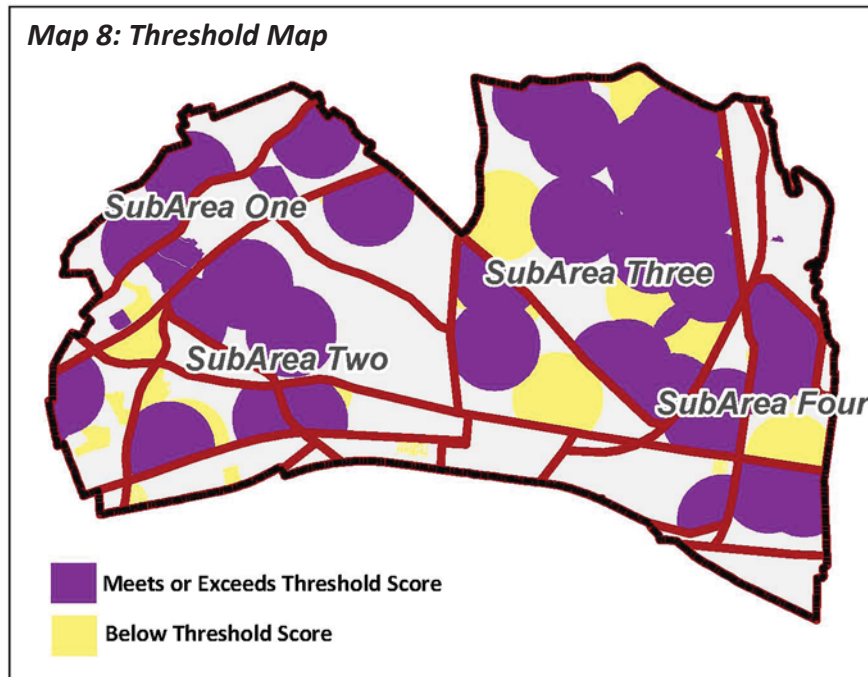 Map 8: Threshold Map
SubArea One
SubArea Three
SubArea Two
SubArea Four
Meets or Exceeds Threshold Score
Below Threshold Score